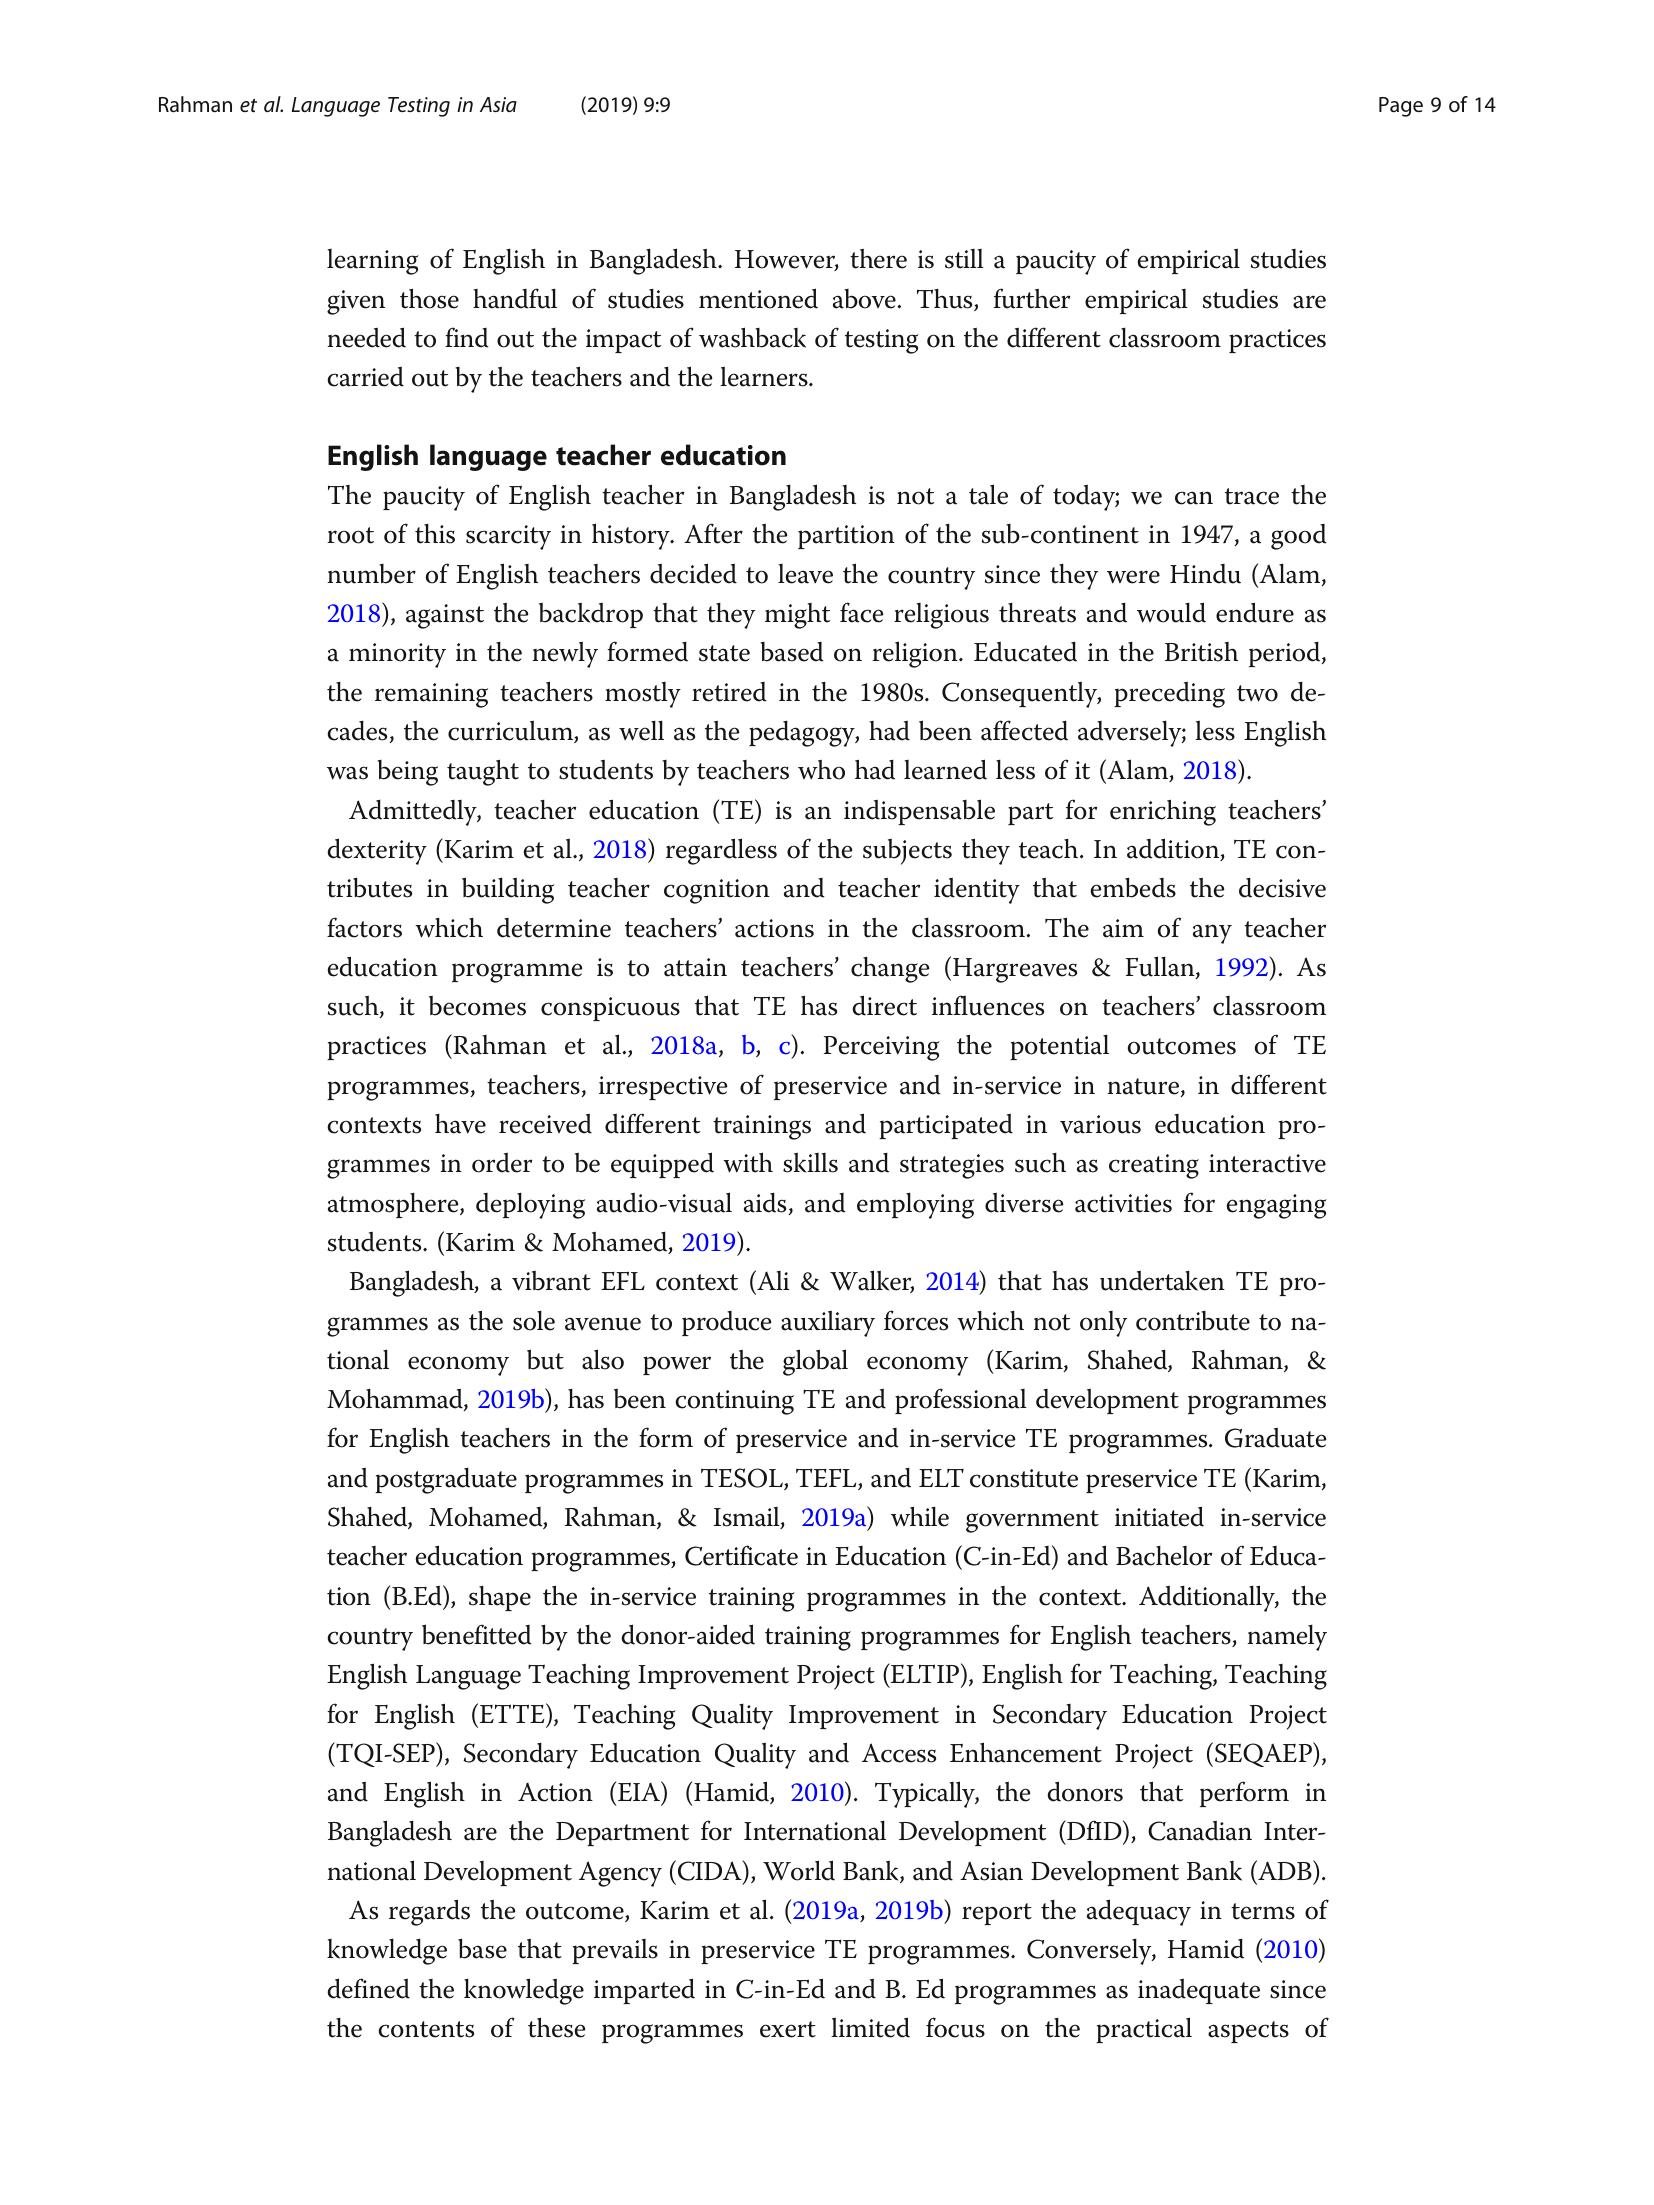 Rahman et al. Language Testing in Asia (2019) 9:9 Page 9 of 14
learning of English in Bangladesh. However, there is still a paucity of empirical studies
given those handful of studies mentioned above. Thus, further empirical studies are
needed to find out the impact of washback of testing on the different classroom practices
carried out by the teachers and the learners.
English language teacher education
The paucity of English teacher in Bangladesh is not a tale of today; we can trace the
root of this scarcity in history. After the partition of the sub-continent in 1947, a good
number of English teachers decided to leave the country since they were Hindu (Alam,
2018), against the backdrop that they might face religious threats and would endure as
a minority in the newly formed state based on religion. Educated in the British period,
the remaining teachers mostly retired in the 1980s. Consequently, preceding two de-
cades, the curriculum, as well as the pedagogy, had been affected adversely; less English
was being taught to students by teachers who had learned less of it (Alam, 2018).
Admittedly, teacher education (TE) is an indispensable part for enriching teachers’
dexterity (Karim et al., 2018) regardless of the subjects they teach. In addition, TE con-
tributes in building teacher cognition and teacher identity that embeds the decisive
factors which determine teachers’ actions in the classroom. The aim of any teacher
education programme is to attain teachers’ change (Hargreaves & Fullan, 1992). As
such, it becomes conspicuous that TE has direct influences on teachers’ classroom
practices (Rahman et al., 2018a, b, c). Perceiving the potential outcomes of TE
programmes, teachers, irrespective of preservice and in-service in nature, in different
contexts have received different trainings and participated in various education pro-
grammes in order to be equipped with skills and strategies such as creating interactive
atmosphere, deploying audio-visual aids, and employing diverse activities for engaging
students. (Karim & Mohamed, 2019).
Bangladesh, a vibrant EFL context (Ali & Walker, 2014) that has undertaken TE pro-
grammes as the sole avenue to produce auxiliary forces which not only contribute to na-
tional economy but also power the global economy (Karim, Shahed, Rahman, &
Mohammad, 2019b), has been continuing TE and professional development programmes
for English teachers in the form of preservice and in-service TE programmes. Graduate
and postgraduate programmes in TESOL, TEFL, and ELT constitute preservice TE (Karim,
Shahed, Mohamed, Rahman, & Ismail, 2019a) while government initiated in-service
teacher education programmes, Certificate in Education (C-in-Ed) and Bachelor of Educa-
tion (B.Ed), shape the in-service training programmes in the context. Additionally, the
country benefitted by the donor-aided training programmes for English teachers, namely
English Language Teaching Improvement Project (ELTIP), English for Teaching, Teaching
for English (ETTE), Teaching Quality Improvement in Secondary Education Project
(TQI-SEP), Secondary Education Quality and Access Enhancement Project (SEQAEP),
and English in Action (EIA) (Hamid, 2010). Typically, the donors that perform in
Bangladesh are the Department for International Development (DfID), Canadian Inter-
national Development Agency (CIDA), World Bank, and Asian Development Bank (ADB).
As regards the outcome, Karim et al. (2019a, 2019b) report the adequacy in terms of
knowledge base that prevails in preservice TE programmes. Conversely, Hamid (2010)
defined the knowledge imparted in C-in-Ed and B. Ed programmes as inadequate since
the contents of these programmes exert limited focus on the practical aspects of